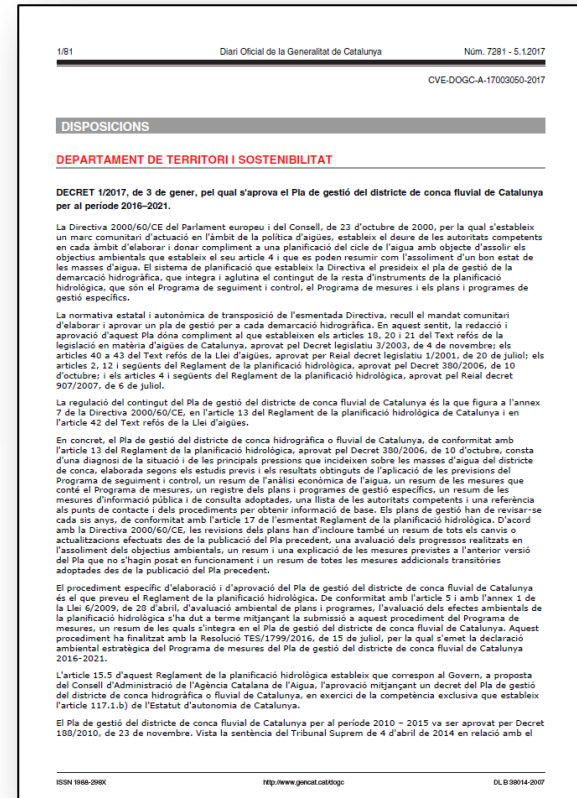 1/81
Diari Oficial de la Generalitat de Catalunya
Núm. 7281 - 5.1.2017
CVE-DOGC-A-17003050-2017
DISPOSICIONS
DEPARTAMENT DE TERRITORI I SOSTENIBILITAT
DECRET 1/2017, de 3 de gener, pel qual s'aprova el Pla de gestió del districte de conca fluvial de Catalunya
per al període 2016–2021.
La Directiva 2000/60/CE del Parlament europeu i del Consell, de 23 d'octubre de 2000, per la qual s'estableix
un marc comunitari d'actuació en l'àmbit de la política d'aigües, estableix el deure de les autoritats competents
en cada àmbit d'elaborar i donar compliment a una planificació del cicle de l'aigua amb objecte d'assolir els
objectius ambientals que estableix el seu article 4 i que es poden resumir com l'assoliment d'un bon estat de
les masses d'aigua. El sistema de planificació que estableix la Directiva el presideix el pla de gestió de la
demarcació hidrogràfica, que integra i aglutina el contingut de la resta d'instruments de la planificació
hidrològica, que són el Programa de seguiment i control, el Programa de mesures i els plans i programes de
gestió específics.
La normativa estatal i autonòmica de transposició de l'esmentada Directiva, recull el mandat comunitari
d'elaborar i aprovar un pla de gestió per a cada demarcació hidrogràfica. En aquest sentit, la redacció i
aprovació d'aquest Pla dóna compliment al que estableixen els articles 18, 20 i 21 del Text refós de la
legislació en matèria d'aigües de Catalunya, aprovat pel Decret legislatiu 3/2003, de 4 de novembre; els
articles 40 a 43 del Text refós de la Llei d'aigües, aprovat per Reial decret legislatiu 1/2001, de 20 de juliol; els
articles 2, 12 i següents del Reglament de la planificació hidrològica, aprovat pel Decret 380/2006, de 10
d'octubre; i els articles 4 i següents del Reglament de la planificació hidrològica, aprovat pel Reial decret
907/2007, de 6 de juliol.
La regulació del contingut del Pla de gestió del districte de conca fluvial de Catalunya és la que figura a l'annex
7 de la Directiva 2000/60/CE, en l'article 13 del Reglament de la planificació hidrològica de Catalunya i en
l'article 42 del Text refós de la Llei d'aigües.
En concret, el Pla de gestió del districte de conca hidrogràfica o fluvial de Catalunya, de conformitat amb
l'article 13 del Reglament de la planificació hidrològica, aprovat pel Decret 380/2006, de 10 d'octubre, consta
d'una diagnosi de la situació i de les principals pressions que incideixen sobre les masses d'aigua del districte
de conca, elaborada segons els estudis previs i els resultats obtinguts de l'aplicació de les previsions del
Programa de seguiment i control, un resum de l'anàlisi econòmica de l'aigua, un resum de les mesures que
conté el Programa de mesures, un registre dels plans i programes de gestió específics, un resum de les
mesures d'informació pública i de consulta adoptades, una llista de les autoritats competents i una referència
als punts de contacte i dels procediments per obtenir informació de base. Els plans de gestió han de revisar-se
cada sis anys, de conformitat amb l'article 17 de l'esmentat Reglament de la planificació hidrològica. D'acord
amb la Directiva 2000/60/CE, les revisions dels plans han d'incloure també un resum de tots els canvis o
actualitzacions efectuats des de la publicació del Pla precedent, una avaluació dels progressos realitzats en
l'assoliment dels objectius ambientals, un resum i una explicació de les mesures previstes a l'anterior versió
del Pla que no s'hagin posat en funcionament i un resum de totes les mesures addicionals transitòries
adoptades des de la publicació del Pla precedent.
El procediment específic d'elaboració i d'aprovació del Pla de gestió del districte de conca fluvial de Catalunya
és el que preveu el Reglament de la planificació hidrològica. De conformitat amb l'article 5 i amb l'annex 1 de
la Llei 6/2009, de 28 d'abril, d'avaluació ambiental de plans i programes, l'avaluació dels efectes ambientals de
la planificació hidrològica s'ha dut a terme mitjançant la submissió a aquest procediment del Programa de
mesures, un resum de les quals s'integra en el Pla de gestió del districte de conca fluvial de Catalunya. Aquest
procediment ha finalitzat amb la Resolució TES/1799/2016, de 15 de juliol, per la qual s'emet la declaració
ambiental estratègica del Programa de mesures del Pla de gestió del districte de conca fluvial de Catalunya
2016-2021.
L'article 15.5 d'aquest Reglament de la planificació hidrològica estableix que correspon al Govern, a proposta
del Consell d'Administració de l'Agència Catalana de l'Aigua, l'aprovació mitjançant un decret del Pla de gestió
del districte de conca hidrogràfica o fluvial de Catalunya, en exercici de la competència exclusiva que estableix
l'article 117.1.b) de l'Estatut d'autonomia de Catalunya.
El Pla de gestió del districte de conca fluvial de Catalunya per al període 2010 – 2015 va ser aprovat per Decret
188/2010, de 23 de novembre. Vista la sentència del Tribunal Suprem de 4 d'abril de 2014 en relació amb el
ISSN 1988-298X
http://www.gencat.cat/dogc
DL B 38014-2007